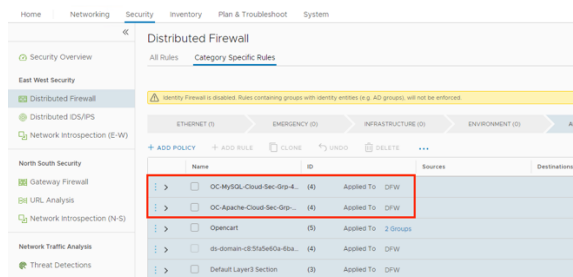 Home Networking Security Inventory Plan & Troubleshoot System
«
Security Overview
East West Security
Distributed Firewall
Distributed IDS/IPS
Network Introspection (E-W)
North South Security
Gateway Firewall
URL Analysis
Network Introspection (N-S)
Network Traffic Analysis
Threat Detections
Distributed Firewall
All Rules Category Specific Rules
Identity Firewall is disabled. Rules containing groups with identity entities (e.g. AD groups), will not be enforced.
ETHERNET (1) EMERGENCY (0) INFRASTRUCTURE (0) ENVIRONMENT (0) A
+ ADD POLICY + ADD RULE CLONE UNDO DELETE ...
Name ID Sources Destinations
OC-MySQL-Cloud-Sec-Grp-4... (4) Applied To DFW
OC-Apache-Cloud-Sec-Grp-... (4) Applied To DFW
Opencart (5) Applied To 2 Groups
ds-domain-c8:5fa5e60a-6ba... (4) Applied To DFW
Default Layer3 Section (3) Applied To DFW